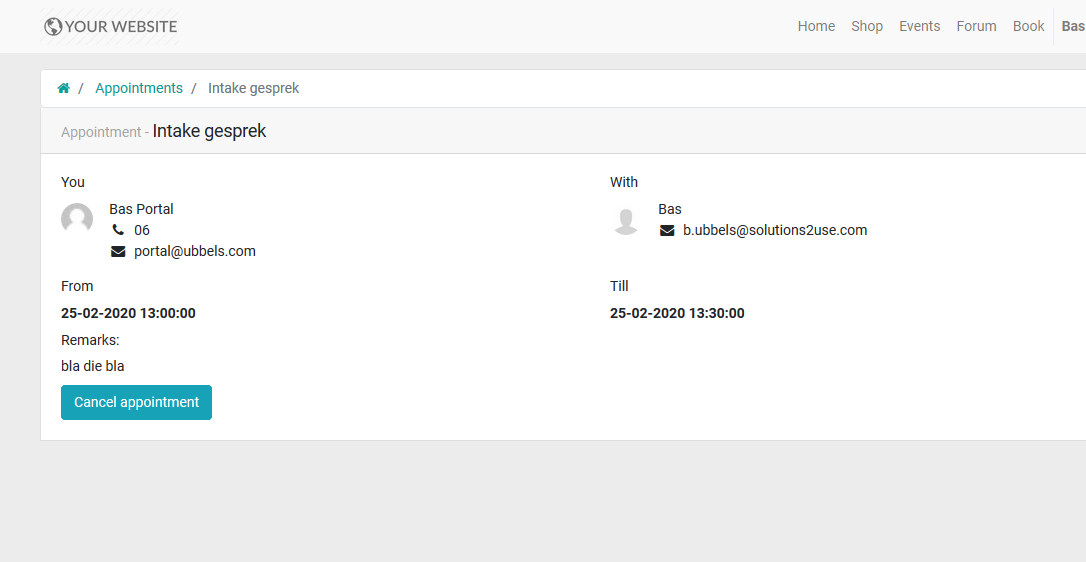 YOUR WEBSITE
Home Shop Events Forum Book Bas
/ Appointments / Intake gesprek
Appointment - Intake gesprek
You With
Bas Portal Bas
06 b.ubbels@solutions2use.com
portal@ubbels.com
From Till
25-02-2020 13:00:00 25-02-2020 13:30:00
Remarks:
bla die bla
Cancel appointment